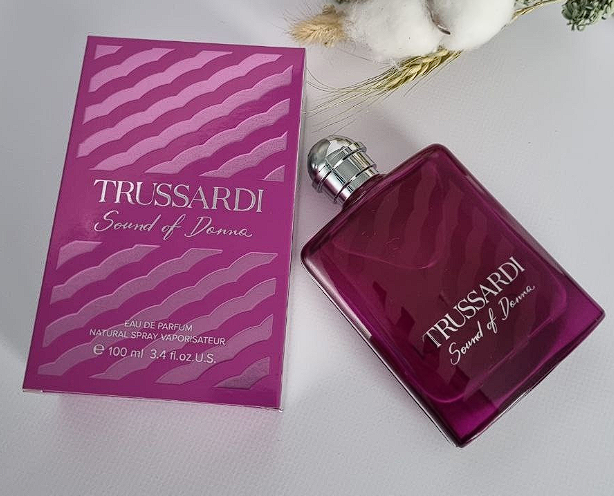 TRUSSARDI
Sound of Donna
EAU DE PARFUM
NATURAL SPRAY VAPORISATEUR
℮ 100 ml 3.4 fl.oz.U.S.
TRUSSARDI
Sound of Donna